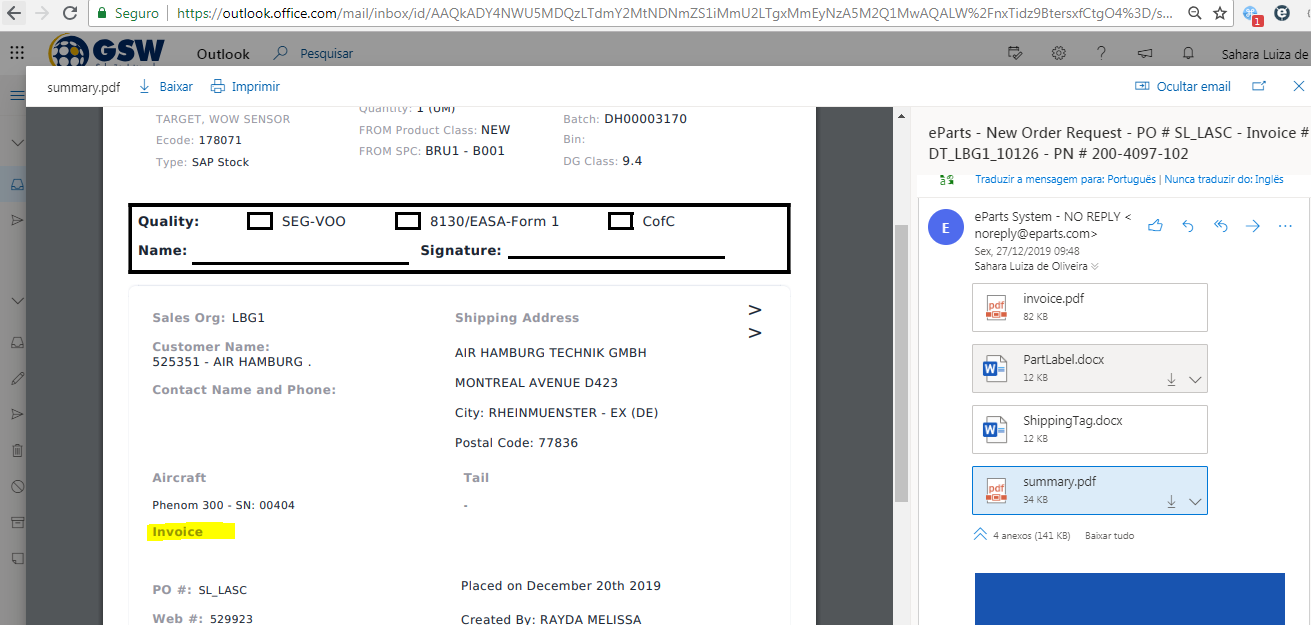 Seguro
https://outlook.office.com/mail/inbox/id/AAQkADY4NWU5MDQzLTdmY2MtNDNmZS1iMmU2LTgxMmEyNzA5M2Q1MwAQALW%2FnxTidz9BtersxfCtgO4%3D/s...
1
GSW
Outlook
Pesquisar
Sahara Luiza de
summary.pdf
Baixar
Imprimir
Ocultar email
TARGET, WOW SENSOR
Ecode: 178071
Type: SAP Stock
Quantity: 1 (UM)
FROM Product Class: NEW
FROM SPC: BRU1 - B001
Batch: DH00003170
Bin:
DG Class: 9.4
Quality:
SEG-VOO
8130/EASA-Form 1
CofC
Name:
Signature:
Sales Org: LBG1
Customer Name:
525351 - AIR HAMBURG .
Contact Name and Phone:
Shipping Address
>
>
AIR HAMBURG TECHNIK GMBH
MONTREAL AVENUE D423
City: RHEINMUENSTER - EX (DE)
Postal Code: 77836
Aircraft
Tail
Phenom 300 - SN: 00404
-
Invoice
PO #: SL_LASC
Placed on December 20th 2019
Web #: 529923
Created By: RAYDA MELISSA
eParts - New Order Request - PO # SL_LASC - Invoice #
DT_LBG1_10126 - PN # 200-4097-102
Traduzir a mensagem para: Português | Nunca traduzir do: Inglês
E
eParts System - NO REPLY <
noreply@eparts.com>
Sex, 27/12/2019 09:48
Sahara Luiza de Oliveira
pdf
invoice.pdf
82 KB
W
PartLabel.docx
12 KB
W
ShippingTag.docx
12 KB
pdf
summary.pdf
34 KB
4 anexos (141 KB)
Baixar tudo